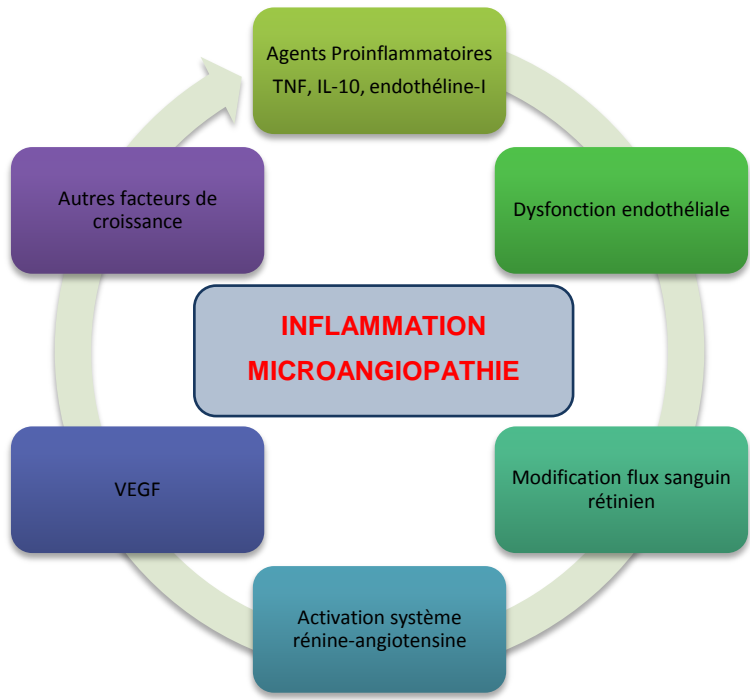 Agents Proinflammatoires
TNF, IL-10, endothéline-I
Dysfonction endothéliale
Modification flux sanguin
rétinien
Activation système
rénine-angiotensine
VEGF
Autres facteurs de
croissance
INFLAMMATION
MICROANGIOPATHIE